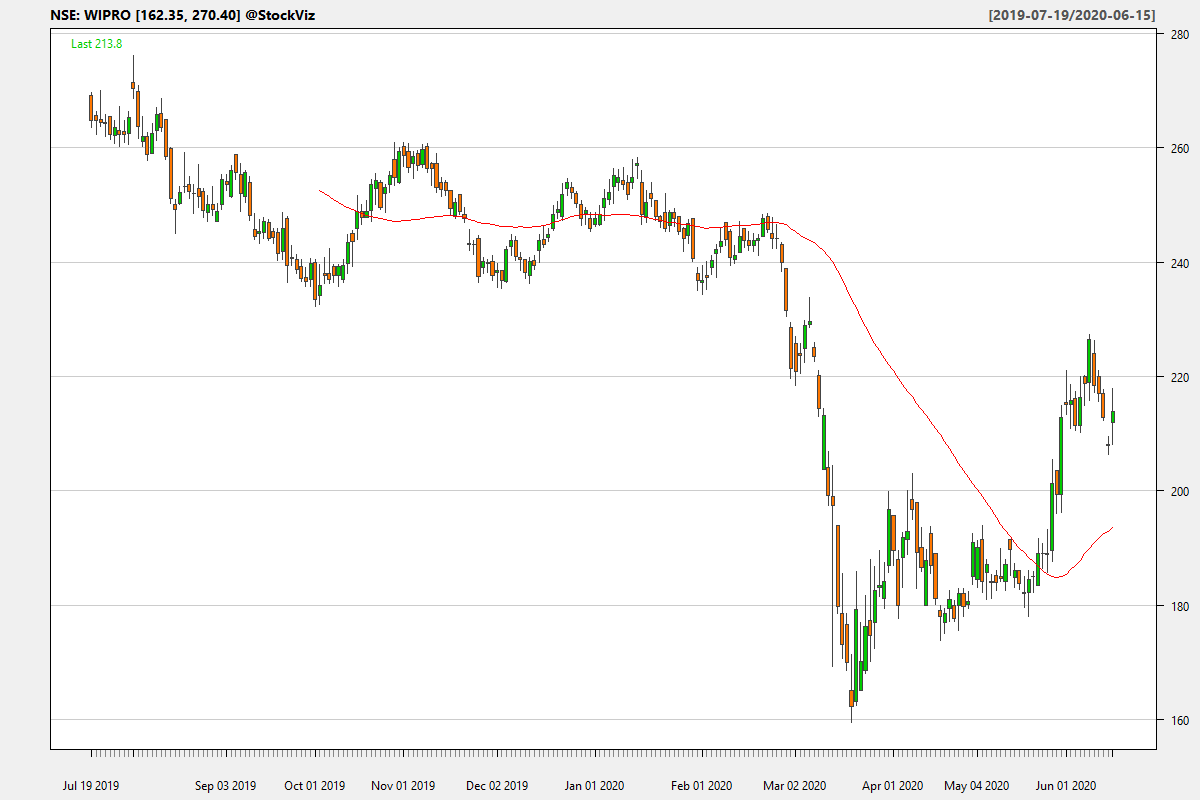 NSE: WIPRO [162.35, 270.40] @StockViz
[2019-07-19/2020-06-15]
Last 213.8
280
260
240
220
200
180
160
Jul 19 2019
Sep 03 2019
Oct 01 2019
Nov 01 2019
Dec 02 2019
Jan 01 2020
Feb 01 2020
Mar 02 2020
Apr 01 2020
May 04 2020
Jun 01 2020